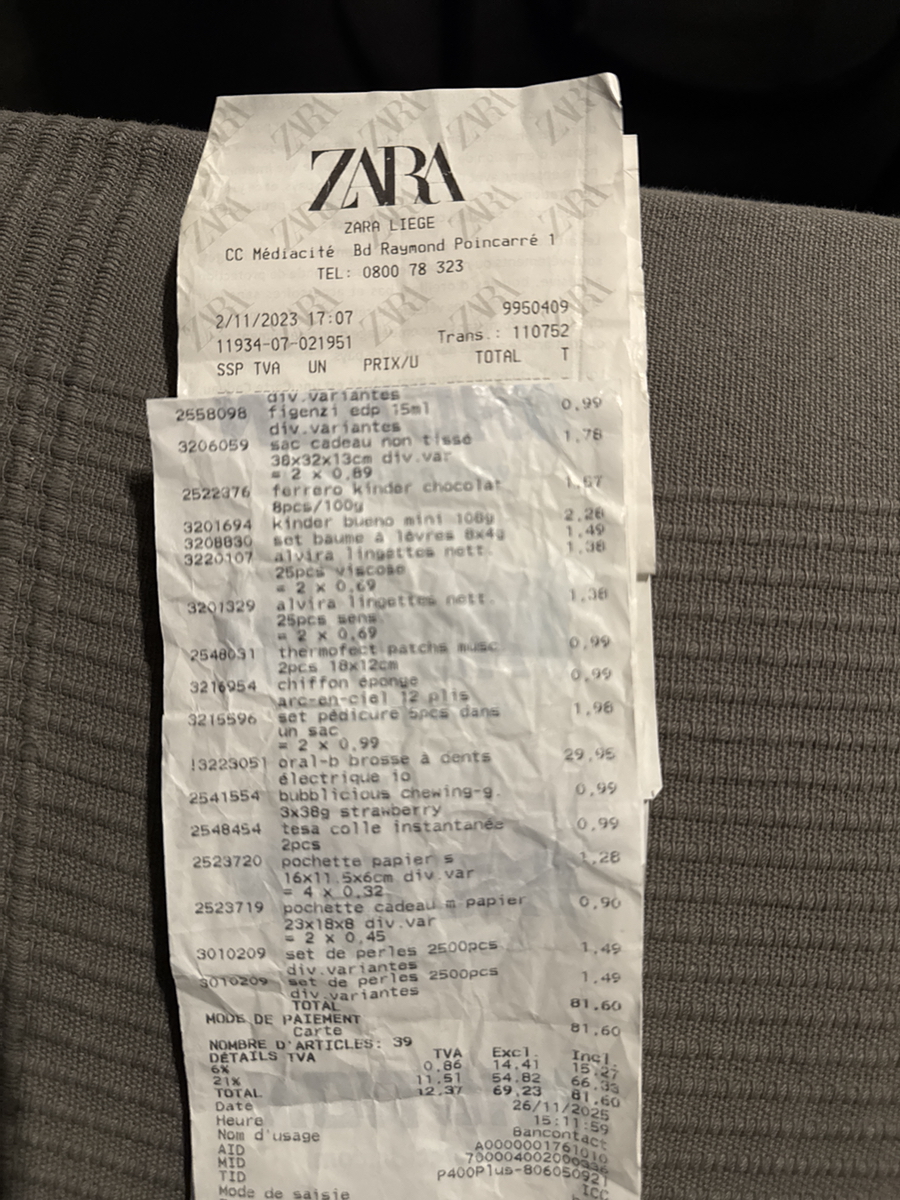 ZARA
ZARA LIEGE
CC Médiacité Bd Raymond Poincarré 1
TEL: 0800 78 323
9950409
2/11/2023 17:07
11934-07-021951 Trans.: 110752
SSP TVA UN PRIX/U TOTAL T
div.variantes
2558098 figenzi edp 15ml 0,99
div.variantes
3206059 sac cadeau non tissé 1,78
38x32x13cm div.var
= 2 x 0,89
2522376 ferrero kinder chocolat 1,57
8pcs/100g
3201694 kinder bueno mini 108g 2,26
3208830 set baume à lèvres 8x4g 1,49
3220107 alvira lingettes nett. 1,38
25pcs viscose
= 2 x 0,69
3201329 alvira lingettes nett. 1,38
25pcs sens.
= 2 x 0,69
2548031 thermofect patchs musc 0,99
2pcs 18x12cm
3216954 chiffon éponge 0,99
arc-en-ciel 12 plis
3215596 set pédicure 5pcs dans 1,98
un sac
= 2 x 0,99
!3223051 oral-b brosse à dents 29,95
électrique io
2541554 bubblicious chewing-g. 0,99
3x38g strawberry
2548454 tesa colle instantanée 0,99
2pcs
2523720 pochette papier s 1,28
16x11,5x6cm div.var
= 4 x 0,32
2523719 pochette cadeau m papier 0,90
23x18x8 div.var
= 2 x 0,45
3010209 set de perles 2500pcs 1,49
div.variantes
3010209 set de perles 2500pcs 1,49
div.variantes
TOTAL 81,60
MODE DE PAIEMENT
Carte 81,60
NOMBRE D'ARTICLES: 39
DÉTAILS TVA TVA Excl. Incl
6% 0,86 14,41 15,27
21% 11,51 54,82 66,33
TOTAL 12,37 69,23 81,60
Date 26/11/2025
Heure 15:11:59
Nom d'usage Bancontact
AID A0000001761010
MID
TID P400Plus-80605092
Mode de saisie ICC